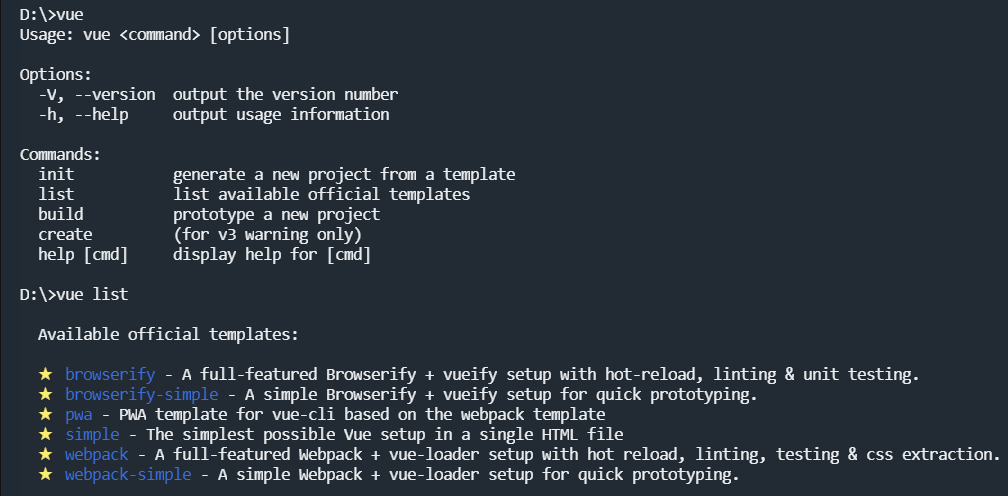 D:\>vue
Usage: vue <command> [options]
Options:
-V, --version  output the version number
-h, --help     output usage information
Commands:
init           generate a new project from a template
list           list available official templates
build          prototype a new project
create         (for v3 warning only)
help [cmd]     display help for [cmd]
D:\>vue list
Available official templates:
★ browserify - A full-featured Browserify + vueify setup with hot-reload, linting & unit testing.
★ browserify-simple - A simple Browserify + vueify setup for quick prototyping.
★ pwa - PWA template for vue-cli based on the webpack template
★ simple - The simplest possible Vue setup in a single HTML file
★ webpack - A full-featured Webpack + vue-loader setup with hot reload, linting, testing & css extraction.
★ webpack-simple - A simple Webpack + vue-loader setup for quick prototyping.